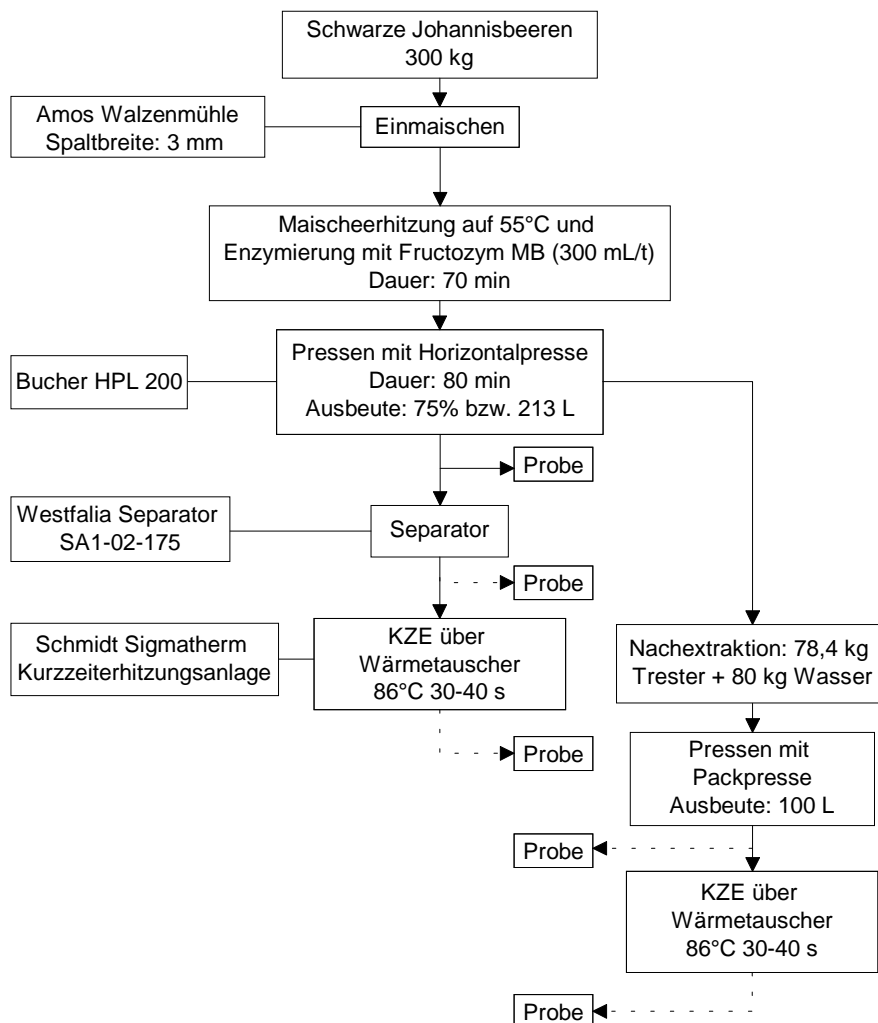 Schwarze Johannisbeeren
300 kg
Amos Walzenmühle
Spaltbreite: 3 mm
Einmaischen
Maischeerhitzung auf 55°C und
Enzymierung mit Fructozym MB (300 mL/t)
Dauer: 70 min
Bucher HPL 200
Pressen mit Horizontalpresse
Dauer: 80 min
Ausbeute: 75% bzw. 213 L
Probe
Westfalia Separator
SA1-02-175
Separator
Probe
Schmidt Sigmatherm
Kurzzeiterhitzungsanlage
KZE über
Wärmetauscher
86°C 30-40 s
Nachextraktion: 78,4 kg
Trester + 80 kg Wasser
Probe
Pressen mit
Packpresse
Ausbeute: 100 L
Probe
KZE über
Wärmetauscher
86°C 30-40 s
Probe